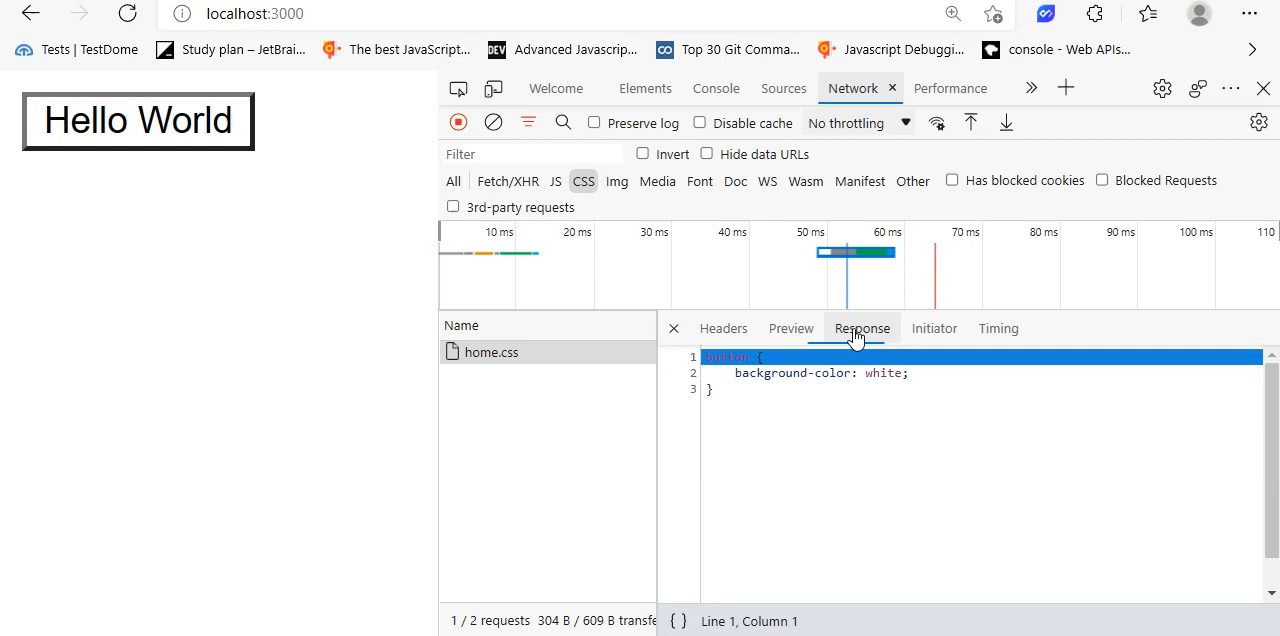 localhost:3000
Tests | TestDome Study plan – JetBrai... The best JavaScript... DEV Advanced Javascrip... Top 30 Git Comma... Javascript Debuggi... console - Web APIs...
Hello World
Welcome Elements Console Sources Network Performance
Preserve log Disable cache No throttling
Filter Invert Hide data URLs
All Fetch/XHR JS CSS Img Media Font Doc WS Wasm Manifest Other Has blocked cookies Blocked Requests
3rd-party requests
10 ms 20 ms 30 ms 40 ms 50 ms 60 ms 70 ms 80 ms 90 ms 100 ms 110
Name Headers Preview Response Initiator Timing
home.css
1 button {
2 background-color: white;
3 }
1 / 2 requests 304 B / 609 B transfe { } Line 1, Column 1